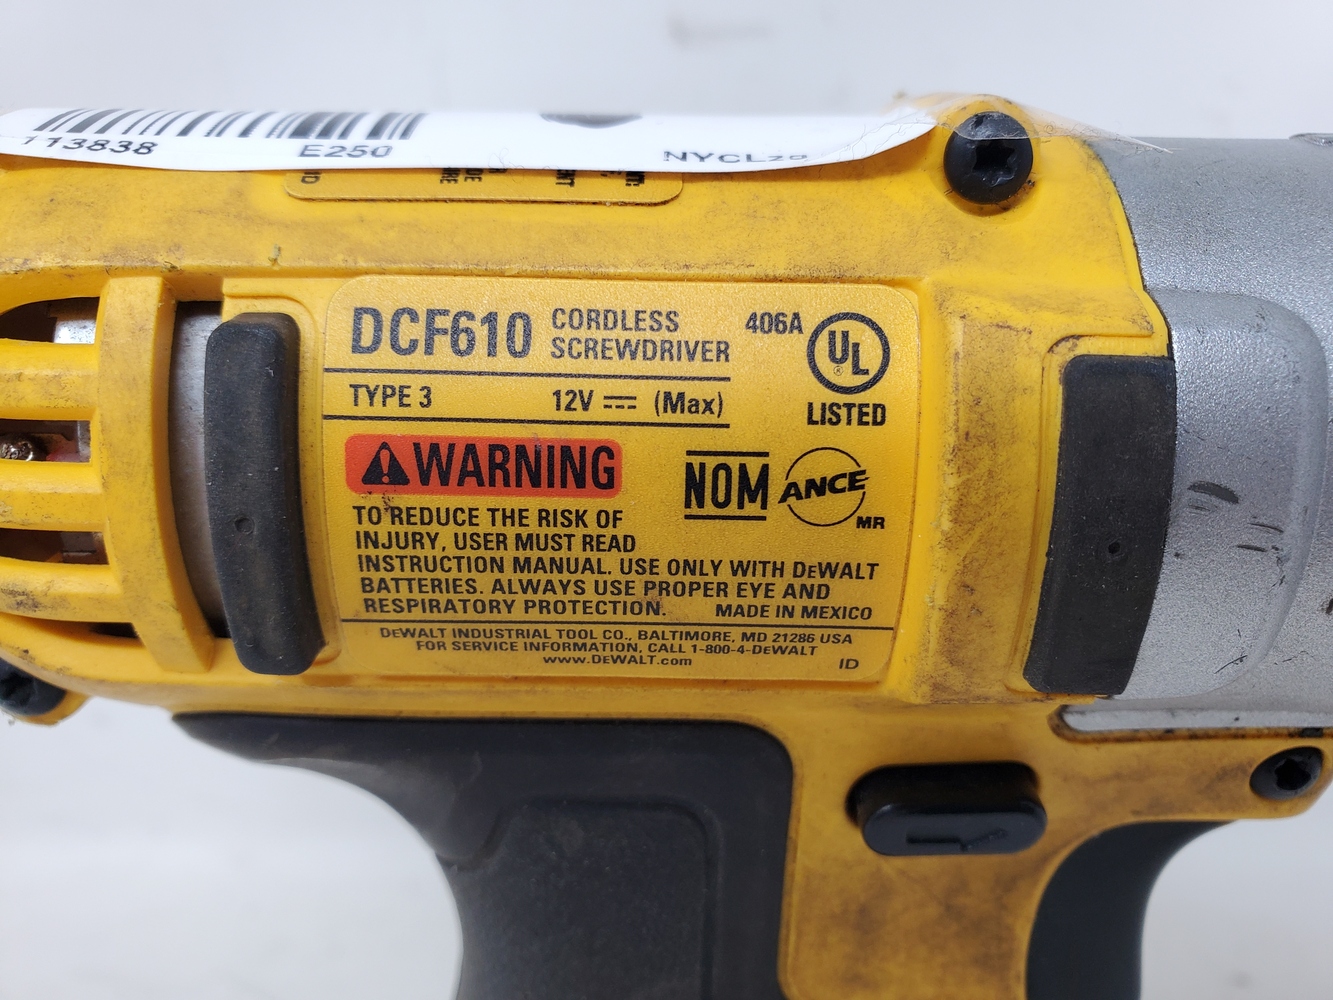 113838 E250
DCF610 CORDLESS SCREWDRIVER
406A
UL
®
LISTED
TYPE 3 12V (Max)
WARNING
NOM ANCE
MR
TO REDUCE THE RISK OF
INJURY, USER MUST READ
INSTRUCTION MANUAL. USE ONLY WITH DEWALT
BATTERIES. ALWAYS USE PROPER EYE AND
RESPIRATORY PROTECTION. MADE IN MEXICO
DEWALT INDUSTRIAL TOOL CO., BALTIMORE, MD 21286 USA
FOR SERVICE INFORMATION, CALL 1-800-4-DEWALT
www.DEWALT.com ID